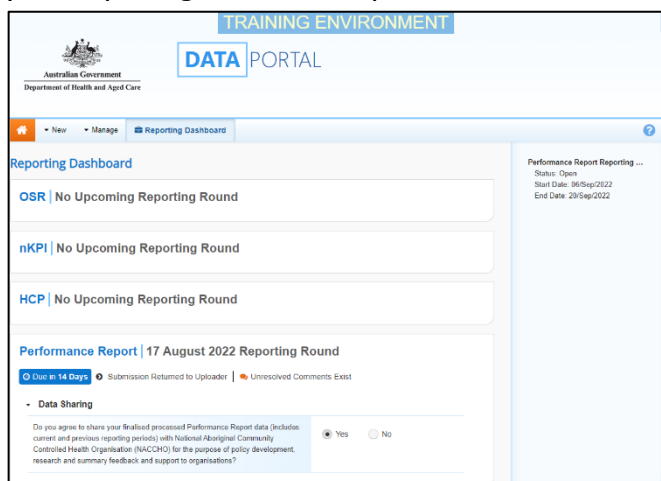 TRAINING ENVIRONMENT
Australian Government
Department of Health and Aged Care
DATA PORTAL
New Manage Reporting Dashboard ?
Reporting Dashboard
OSR | No Upcoming Reporting Round
nKPI | No Upcoming Reporting Round
HCP | No Upcoming Reporting Round
Performance Report | 17 August 2022 Reporting Round
Due in 14 Days Submission Returned to Uploader | Unresolved Comments Exist
Data Sharing
Do you agree to share your finalised processed Performance Report data (includes
current and previous reporting periods) with National Aboriginal Community
Controlled Health Organisation (NACCHO) for the purpose of policy development,
research and summary feedback and support to organisations?
Yes No
Performance Report Reporting ...
Status: Open
Start Date: 06/Sep/2022
End Date: 20/Sep/2022